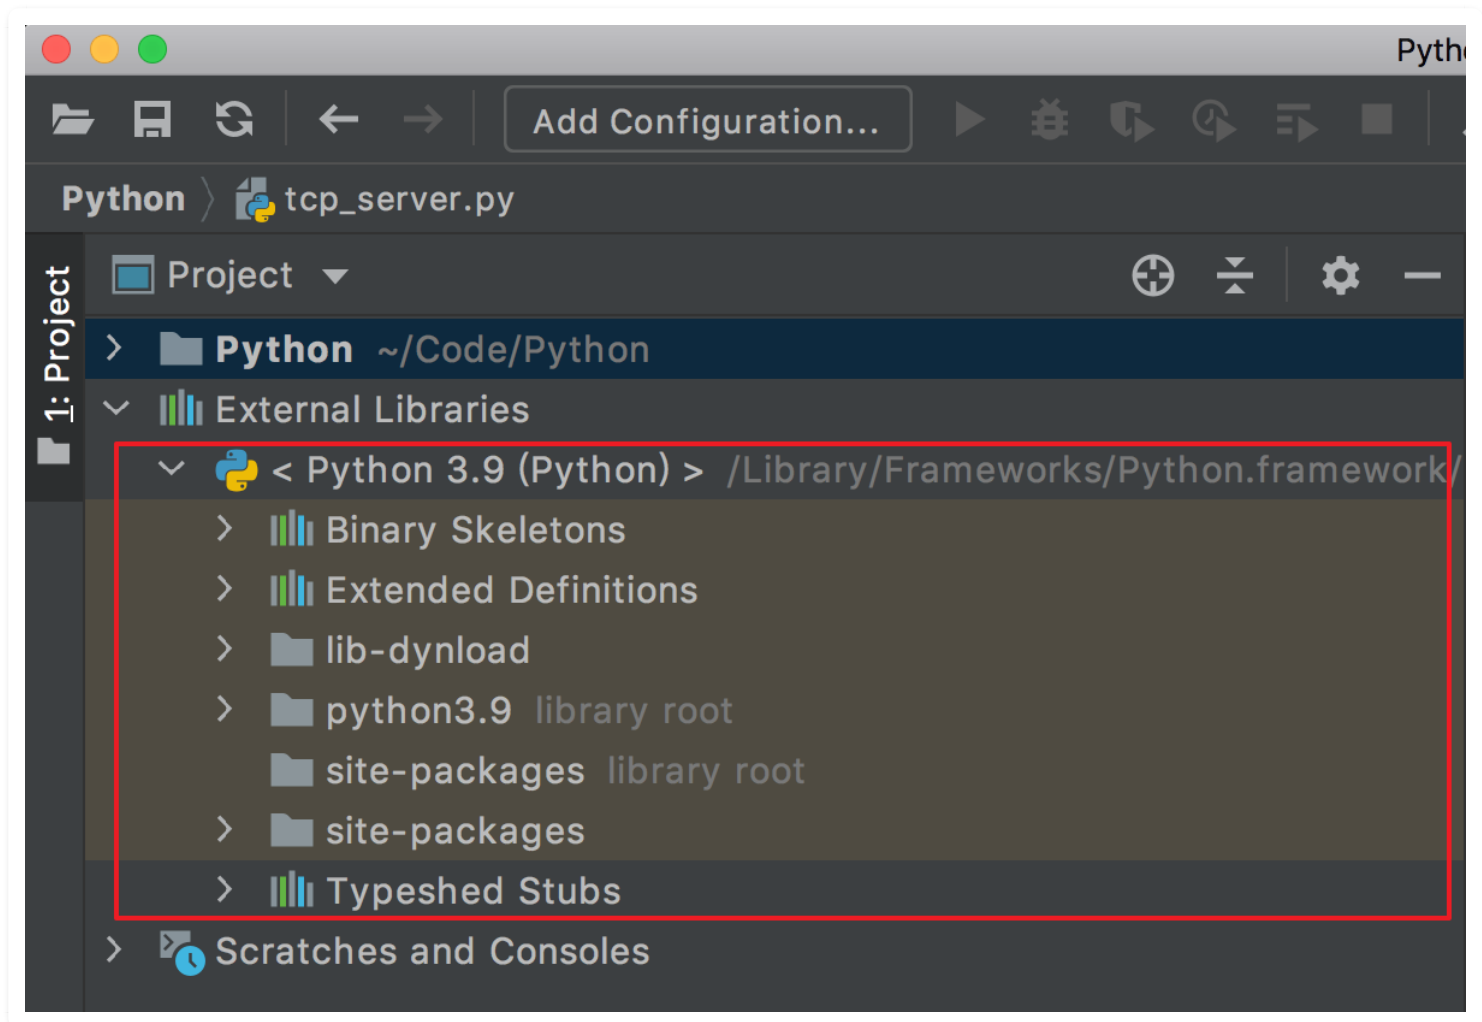 Pyth
Add Configuration...
Python tcp_server.py
1: Project
Project
Python ~/Code/Python
External Libraries
< Python 3.9 (Python) > /Library/Frameworks/Python.framework/
Binary Skeletons
Extended Definitions
lib-dynload
python3.9 library root
site-packages library root
site-packages
Typeshed Stubs
Scratches and Consoles